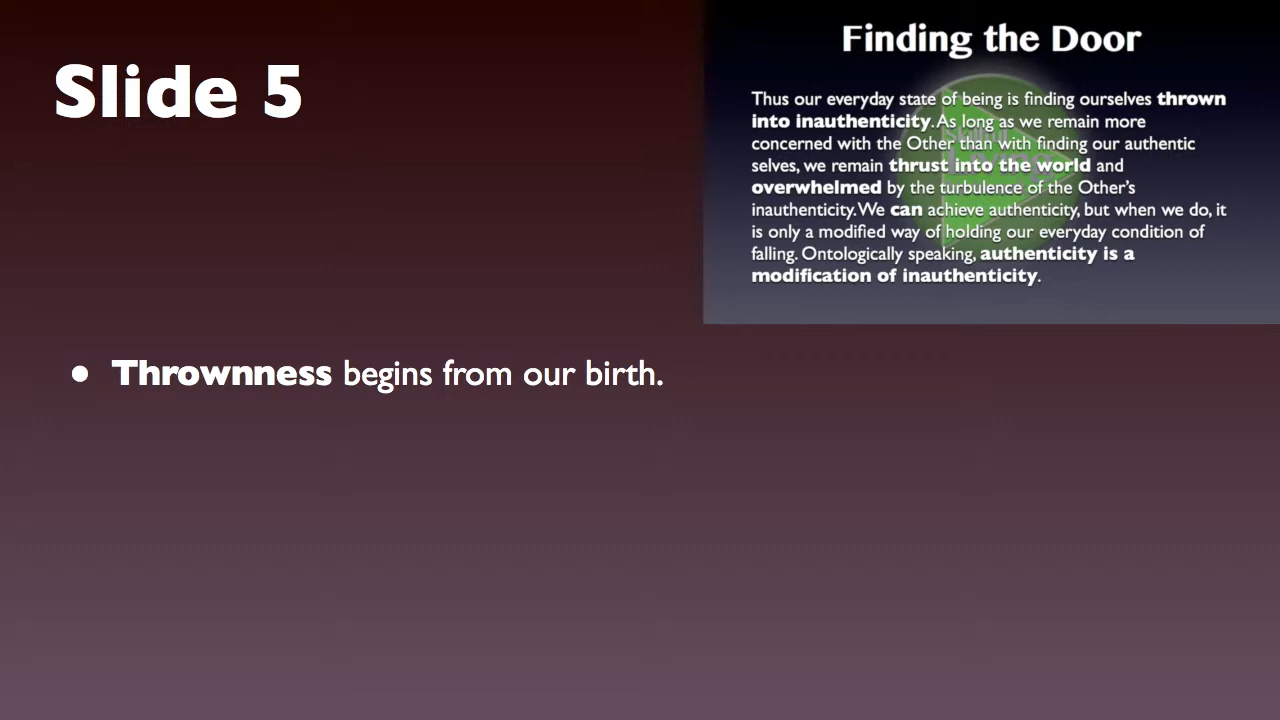 Slide 5
Finding the Door
Thus our everyday state of being is finding ourselves thrown
into inauthenticity. As long as we remain more
concerned with the Other than with finding our authentic
selves, we remain thrust into the world and
overwhelmed by the turbulence of the Other's
inauthenticity. We can achieve authenticity, but when we do, it
is only a modified way of holding our everyday condition of
falling. Ontologically speaking, authenticity is a
modification of inauthenticity.
• Thrownness begins from our birth.